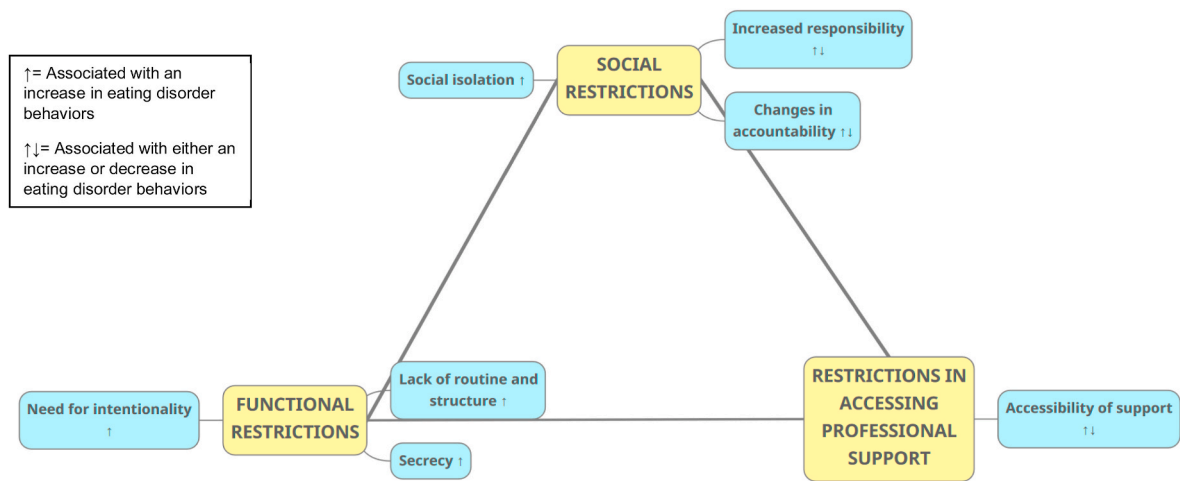 ↑= Associated with an
increase in eating disorder
behaviors
↑↓= Associated with either an
increase or decrease in
eating disorder behaviors
Social isolation ↑
SOCIAL
RESTRICTIONS
Increased responsibility
↑↓
Changes in
accountability ↑↓
Need for intentionality
↑
FUNCTIONAL
RESTRICTIONS
Lack of routine and
structure ↑
Secrecy ↑
RESTRICTIONS IN
ACCESSING
PROFESSIONAL
SUPPORT
Accessibility of support
↑↓